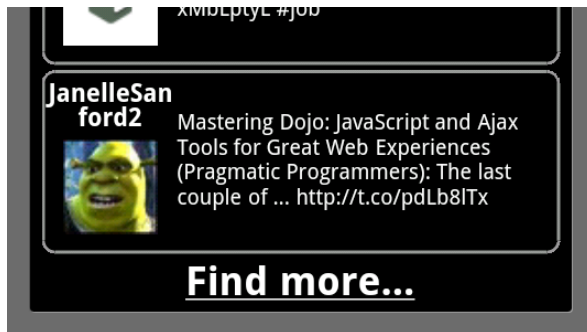 xMbLptyL #job
JanelleSan
ford2
Mastering Dojo: JavaScript and Ajax
Tools for Great Web Experiences
(Pragmatic Programmers): The last
couple of ... http://t.co/pdLb8lTx
Find more...